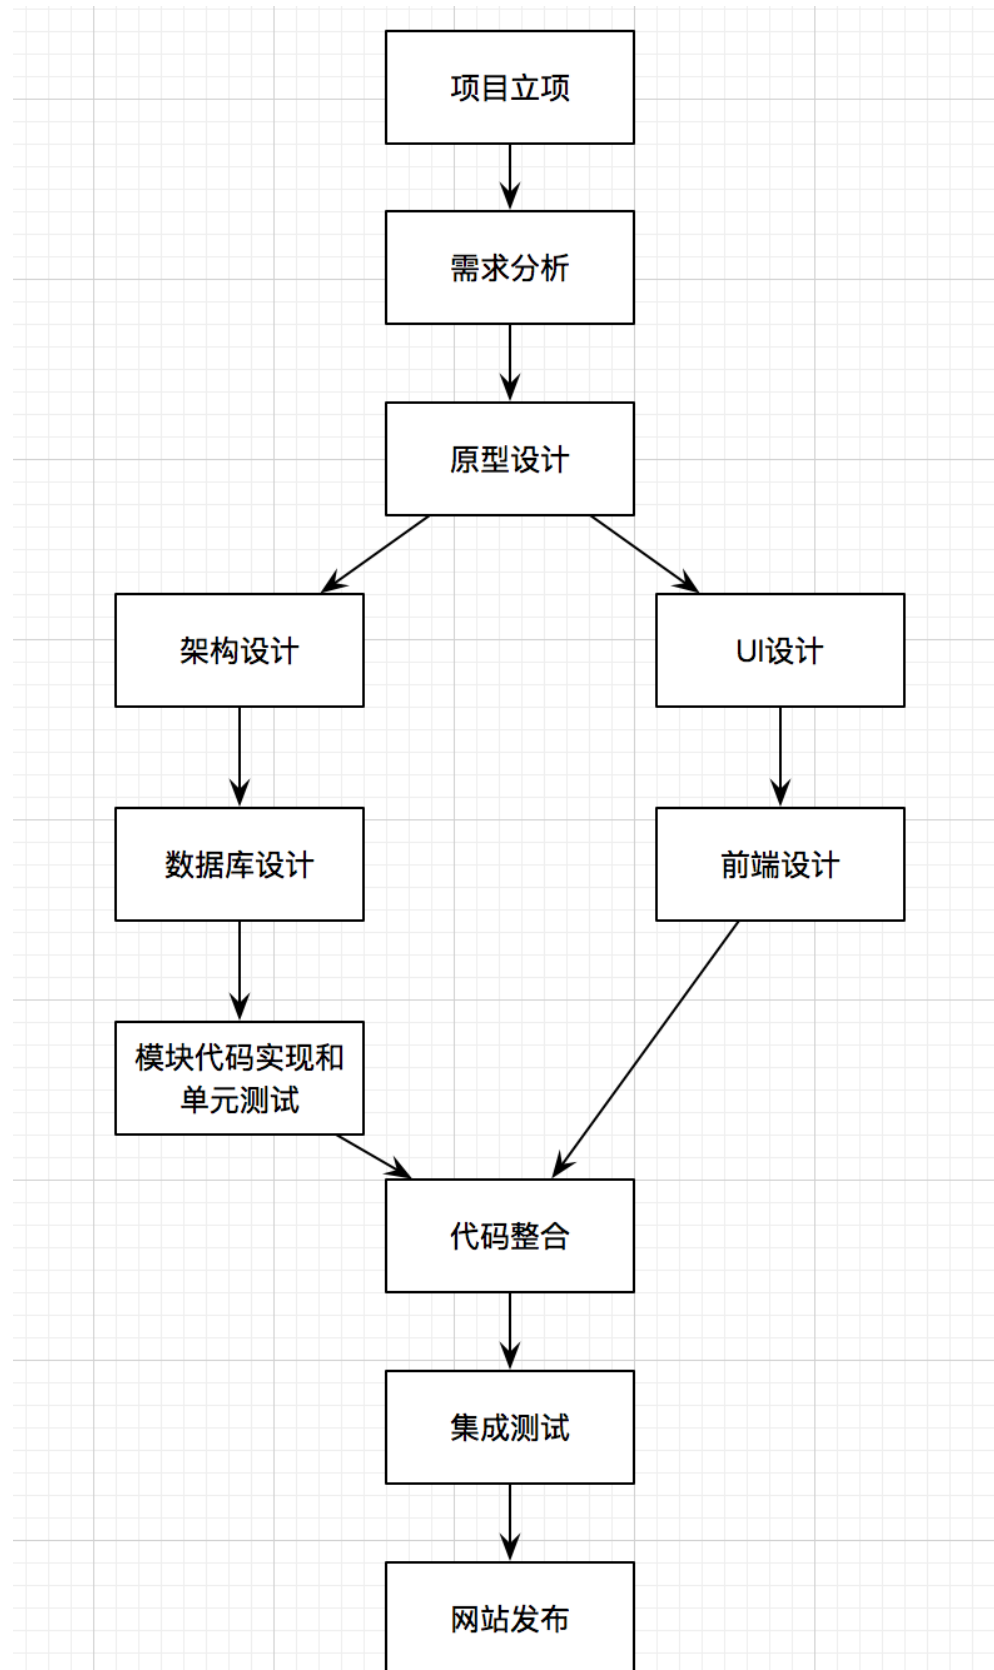 项目立项
需求分析
原型设计
架构设计
UI设计
数据库设计
前端设计
模块代码实现和
单元测试
代码整合
集成测试
网站发布